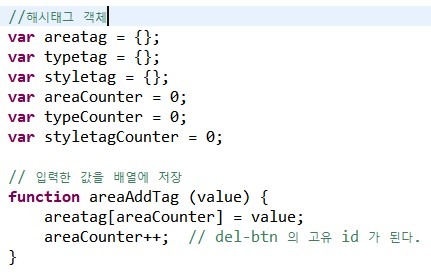 //해시태그 객체
var areatag = {};
var typetag = {};
var styletag = {};
var areaCounter = 0;
var typeCounter = 0;
var styletagCounter = 0;
// 입력한 값을 배열에 저장
function areaAddTag (value) {
areatag[areaCounter] = value;
areaCounter++;  // del-btn 의 고유 id 가 된다.
}